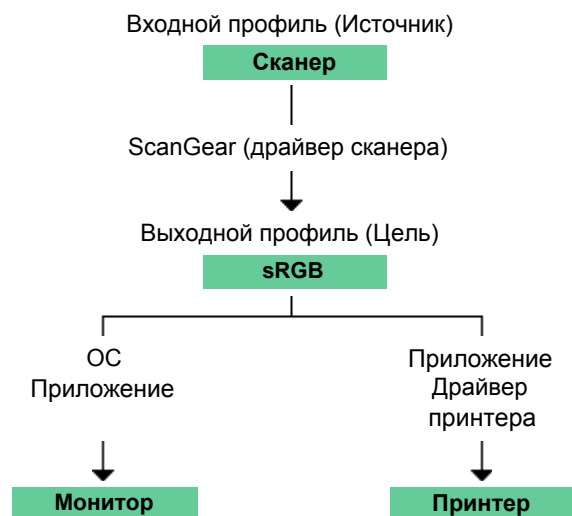 Входной профиль (Источник)
Сканер
ScanGear (драйвер сканера)
Выходной профиль (Цель)
sRGB
ОС
Приложение
Приложение
Драйвер
принтера
Монитор
Принтер